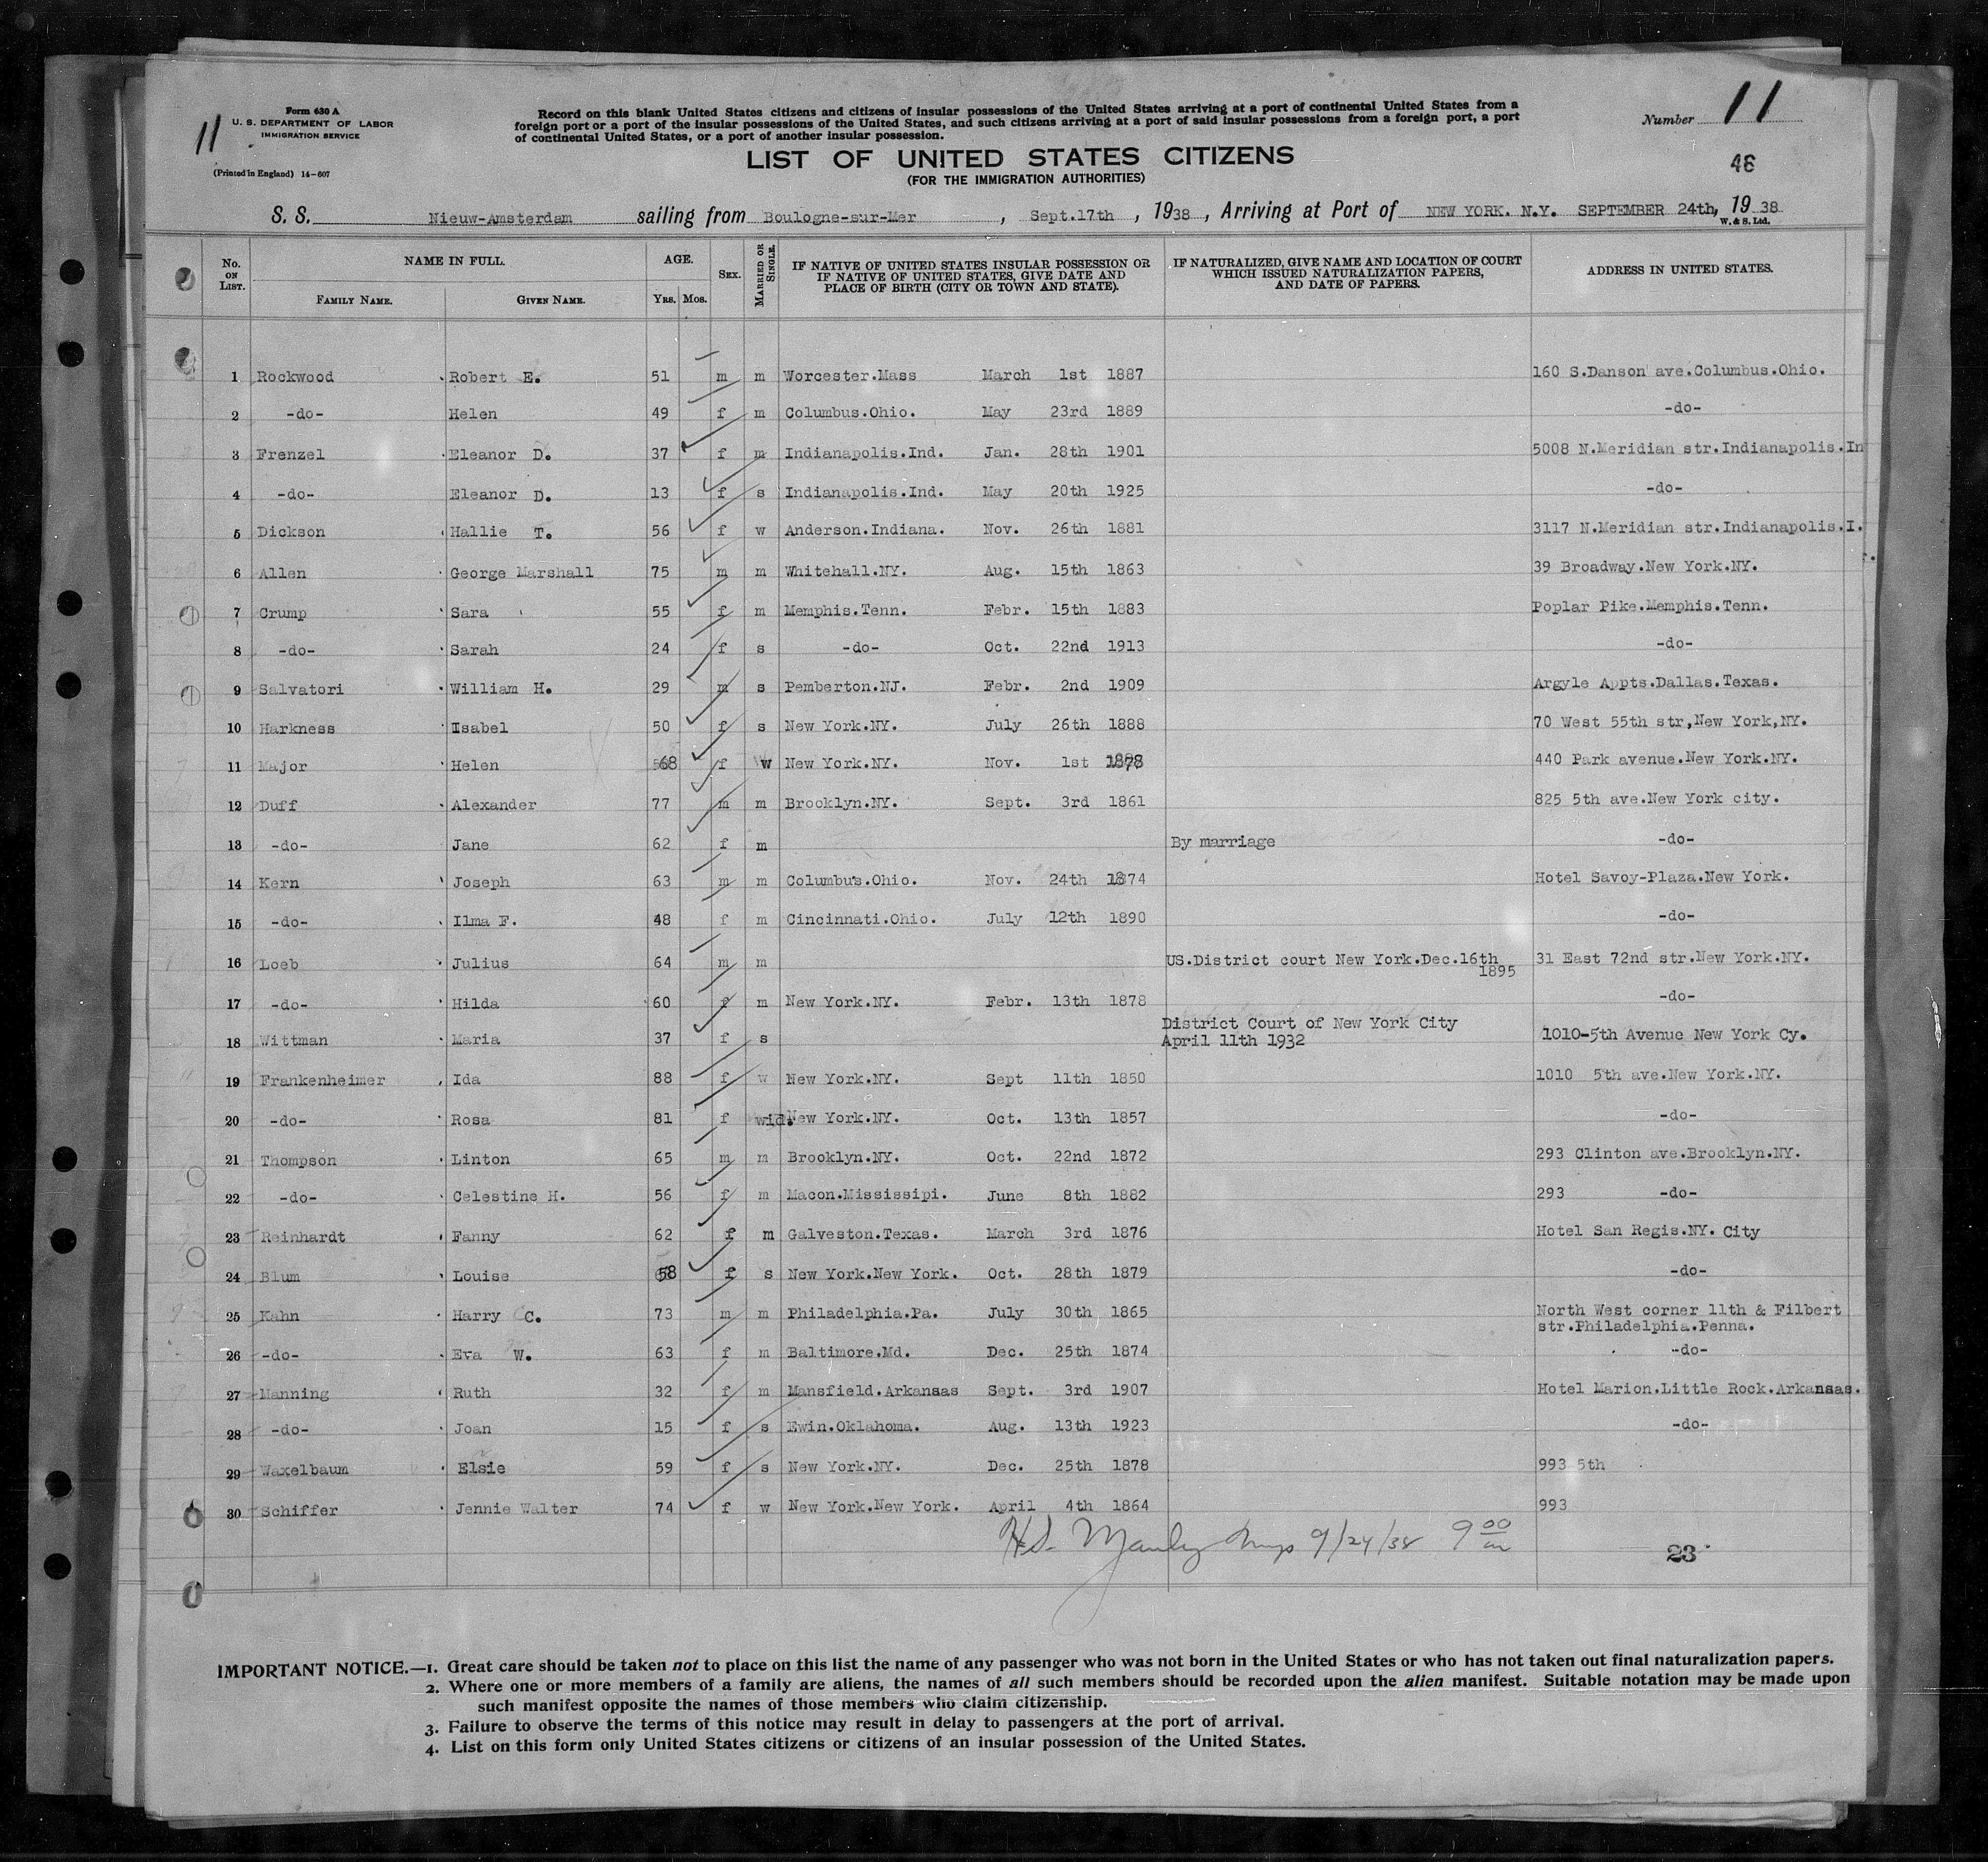 11
Form 630 A
U. S. DEPARTMENT OF LABOR
IMMIGRATION SERVICE
(Printed in England) 14-607
Record on this blank United States citizens and citizens of insular possessions of the United States arriving at a port of continental United States from a
foreign port or a port of the insular possessions of the United States, and such citizens arriving at a port of said insular possessions from a foreign port, a port
of continental United States, or a port of another insular possession.
LIST OF UNITED STATES CITIZENS
(FOR THE IMMIGRATION AUTHORITIES)
Number 11
46
S. S. Nieuw-Amsterdam sailing from Boulogne-sur-Mer , Sept.17th , 1938 , Arriving at Port of NEW YORK. N.Y. SEPTEMBER 24th, 1938
W. & S. Ltd.
No. ON LIST. NAME IN FULL. FAMILY NAME. GIVEN NAME. AGE. YRS. MOS. SEX. MARRIED OR SINGLE. IF NATIVE OF UNITED STATES INSULAR POSSESSION OR IF NATIVE OF UNITED STATES, GIVE DATE AND PLACE OF BIRTH (CITY OR TOWN AND STATE). IF NATURALIZED, GIVE NAME AND LOCATION OF COURT WHICH ISSUED NATURALIZATION PAPERS, AND DATE OF PAPERS. ADDRESS IN UNITED STATES.
1 Rockwood Robert E. 51 m m Worcester.Mass March 1st 1887 160 S.Danson ave.Columbus.Ohio.
2 -do- Helen 49 f m Columbus.Ohio. May 23rd 1889 -do-
3 Frenzel Eleanor D. 37 f m Indianapolis.Ind. Jan. 28th 1901 5008 N.Meridian str.Indianapolis.In
4 -do- Eleanor D. 13 f s Indianapolis.Ind. May 20th 1925 -do-
5 Dickson Hallie T. 56 f w Anderson.Indiana. Nov. 26th 1881 3117 N.Meridian str.Indianapolis.I.
6 Allen George Marshall 75 m m Whitehall.NY. Aug. 15th 1863 39 Broadway.New York.NY.
7 Crump Sara 55 f m Memphis.Tenn. Febr. 15th 1883 Poplar Pike.Memphis.Tenn.
8 -do- Sarah 24 f s -do- Oct. 22nd 1913 -do-
9 Salvatori William H. 29 m s Pemberton.NJ. Febr. 2nd 1909 Argyle Appts.Dallas.Texas.
10 Harkness Isabel 50 f s New York.NY. July 26th 1888 70 West 55th str,New York,NY.
11 Major Helen 68 f w New York.NY. Nov. 1st 440 Park avenue.New York.NY.
12 Duff Alexander 77 m m Brooklyn.NY. Sept. 3rd 1861 825 5th ave.New York city.
13 -do- Jane 62 f m By marriage -do-
14 Kern Joseph 63 m m Columbus.Ohio. Nov. 24th 1874 Hotel Savoy-Plaza.New York.
15 -do- Ilma F. 48 f m Cincinnati.Ohio. July 12th 1890 -do-
16 Loeb Julius 64 m m US.District court New York.Dec.16th 31 East 72nd str.New York.NY.
1895
17 -do- Hilda 60 f m New York.NY. Febr. 13th 1878 -do-
18 Wittman Maria 37 f s District Court of New York City 1010-5th Avenue New York Cy.
April 11th 1932
19 Frankenheimer Ida 88 f w New York.NY. Sept 11th 1850 1010 5th ave.New York.NY.
20 -do- Rosa 81 f wid. New York.NY. Oct. 13th 1857 -do-
21 Thompson Linton 65 m m Brooklyn.NY. Oct. 22nd 1872 293 Clinton ave.Brooklyn.NY.
22 -do- Celestine H. 56 f m Macon.Mississipi. June 8th 1882 293 -do-
23 Reinhardt Fanny 62 f m Galveston.Texas. March 3rd 1876 Hotel San Regis.NY. City
24 Blum Louise 58 f s New York.New York. Oct. 28th 1879 -do-
25 Kahn Harry C. 73 m m Philadelphia.Pa. July 30th 1865 North West corner 11th & Filbert
str.Philadelphia.Penna.
26 -do- Eva W. 63 f m Baltimore.Md. Dec. 25th 1874 -do-
27 Manning Ruth 32 f m Mansfield.Arkansas Sept. 3rd 1907 Hotel Marion.Little Rock.Arkansas.
28 -do- Joan 15 f s Ewin.Oklahoma. Aug. 13th 1923 -do-
29 Waxelbaum Elsie 59 f s New York.NY. Dec. 25th 1878 993 5th
30 Schiffer Jennie Walter 74 f w New York.New York. April 4th 1864 993
9/24/38 9 00
23
IMPORTANT NOTICE.—1. Great care should be taken not to place on this list the name of any passenger who was not born in the United States or who has not taken out final naturalization papers.
2. Where one or more members of a family are aliens, the names of all such members should be recorded upon the alien manifest. Suitable notation may be made upon
such manifest opposite the names of those members who claim citizenship.
3. Failure to observe the terms of this notice may result in delay to passengers at the port of arrival.
4. List on this form only United States citizens or citizens of an insular possession of the United States.